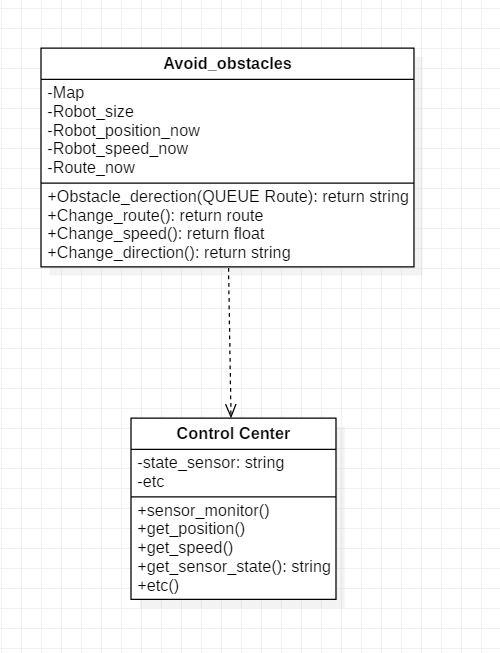 Avoid_obstacles
-Map
-Robot_size
-Robot_position_now
-Robot_speed_now
-Route_now
+Obstacle_derection(QUEUE Route): return string
+Change_route(): return route
+Change_speed(): return float
+Change_direction(): return string
Control Center
-state_sensor: string
-etc
+sensor_monitor()
+get_position()
+get_speed()
+get_sensor_state(): string
+etc()